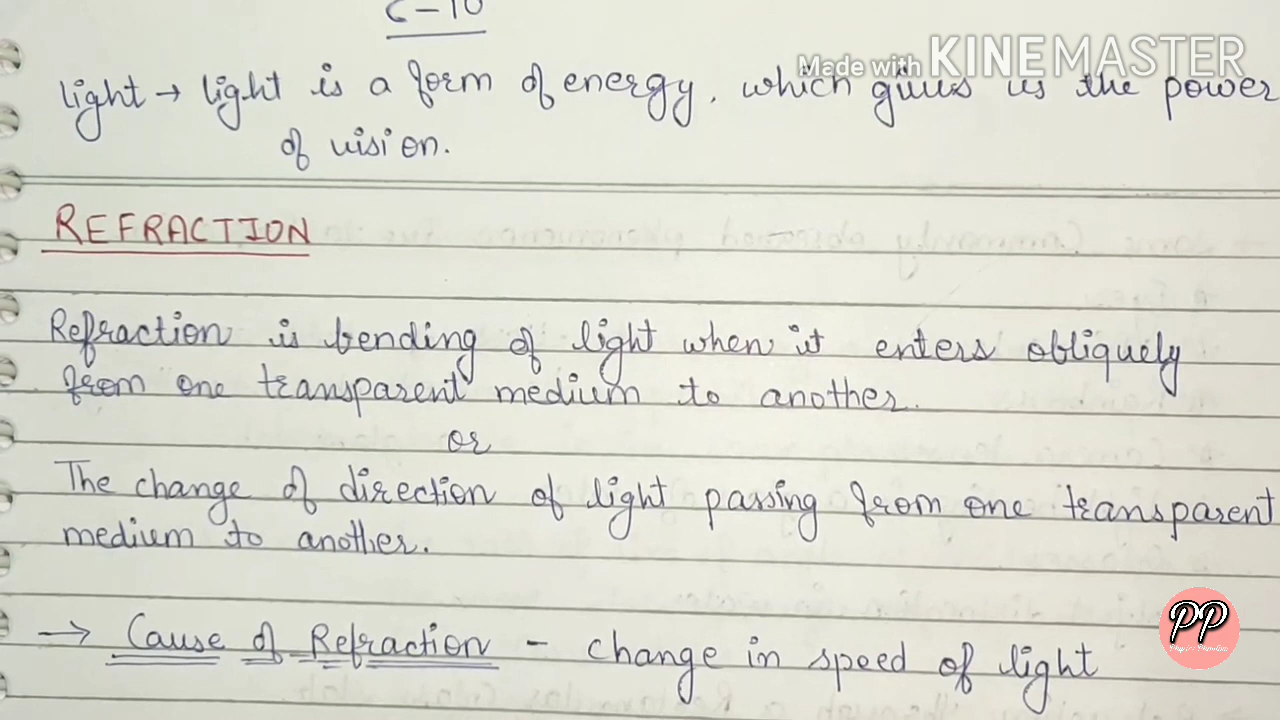 C-10
Made with KINEMASTER
light → light is a form of energy, which gives us the power
of vision.
REFRACTION
Refraction is bending of light when it enters obliquely
from one transparent medium to another.
or
The change of direction of light passing from one transparent
medium to another.
→ Cause of Refraction - change in speed of light
PP